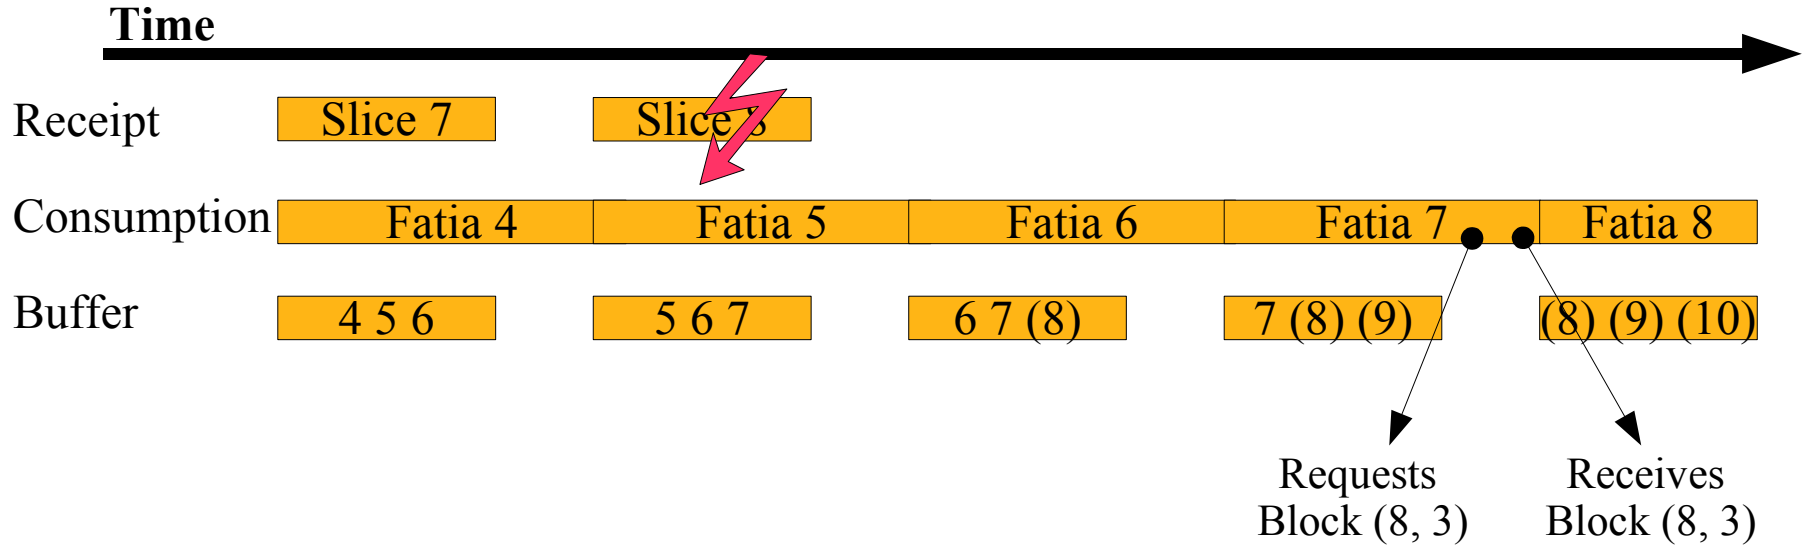 Time
Receipt
Slice 7
Slice 8
Consumption
Fatia 4
Fatia 5
Fatia 6
Fatia 7
Fatia 8
Buffer
4 5 6
5 6 7
6 7 (8)
7 (8) (9)
(8) (9) (10)
Requests
Block (8, 3)
Receives
Block (8, 3)